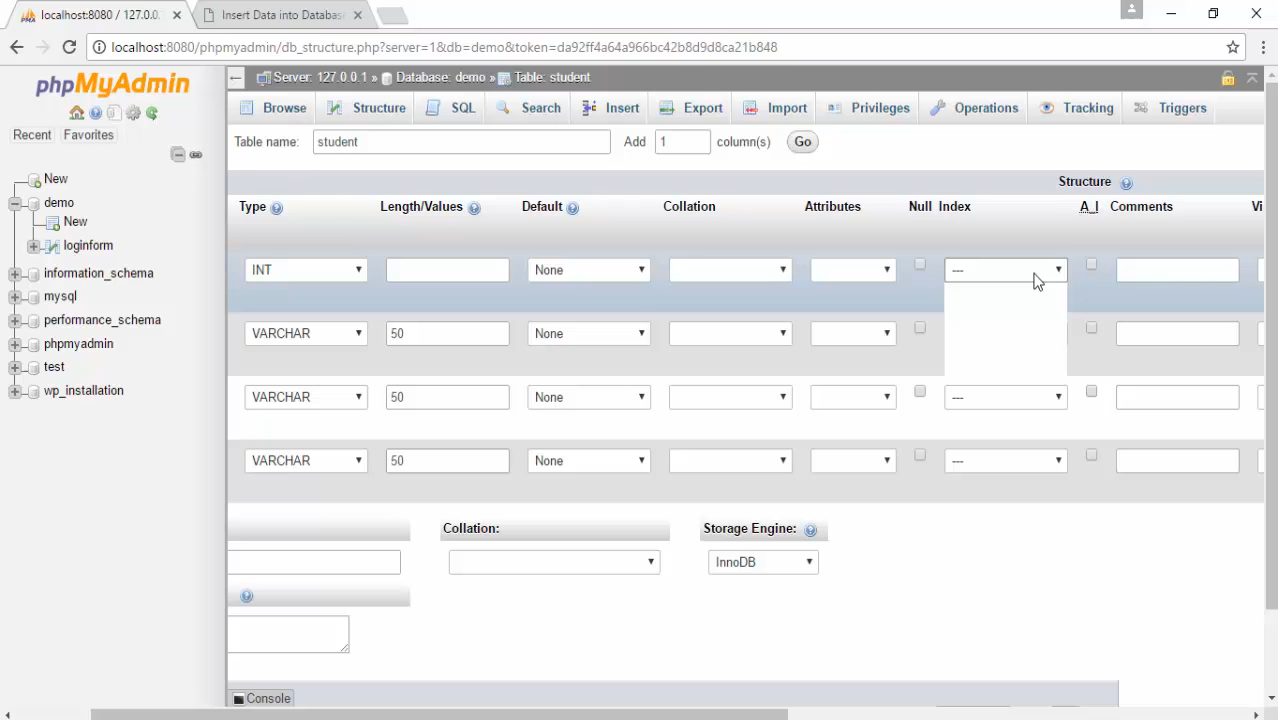 localhost:8080 / 127.0.0.
Insert Data into Database
localhost:8080/phpmyadmin/db_structure.php?server=1&db=demo&token=da92ff4a64a966bc42b8d9d8ca21b848
phpMyAdmin
Recent
Favorites
New
demo
New
loginform
information_schema
mysql
performance_schema
phpmyadmin
test
wp_installation
Server: 127.0.0.1 » Database: demo » Table: student
Browse Structure SQL Search Insert Export Import Privileges Operations Tracking Triggers
Table name: student Add 1 column(s) Go
Structure
Type Length/Values Default Collation Attributes Null Index A_I Comments Vi
INT None ---
VARCHAR 50 None
VARCHAR 50 None ---
VARCHAR 50 None ---
Collation: Storage Engine:
InnoDB
Console